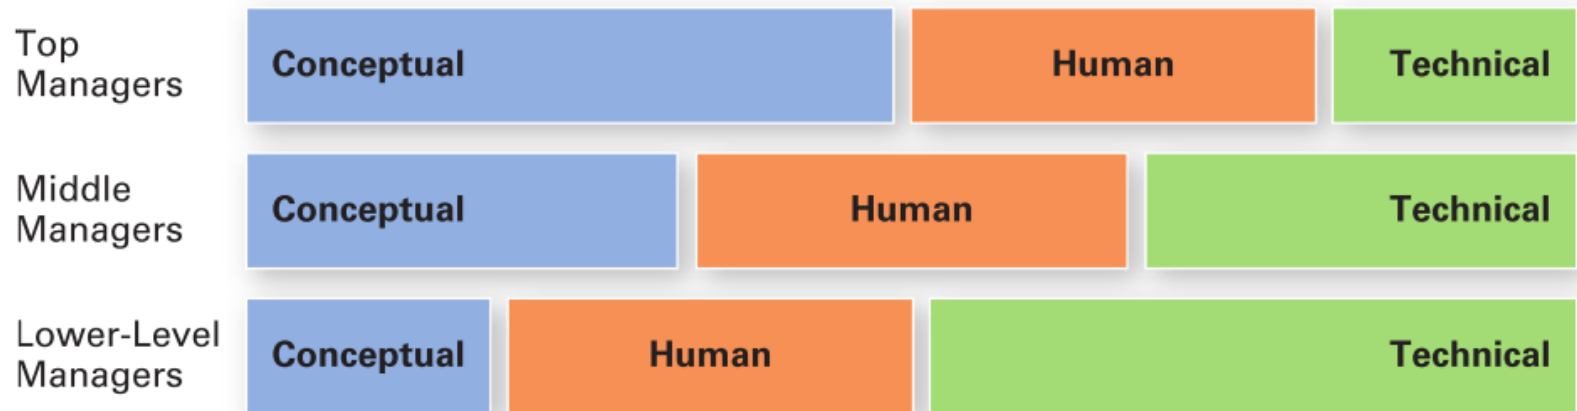 Top
Managers
Conceptual
Human
Technical
Middle
Managers
Conceptual
Human
Technical
Lower-Level
Managers
Conceptual
Human
Technical